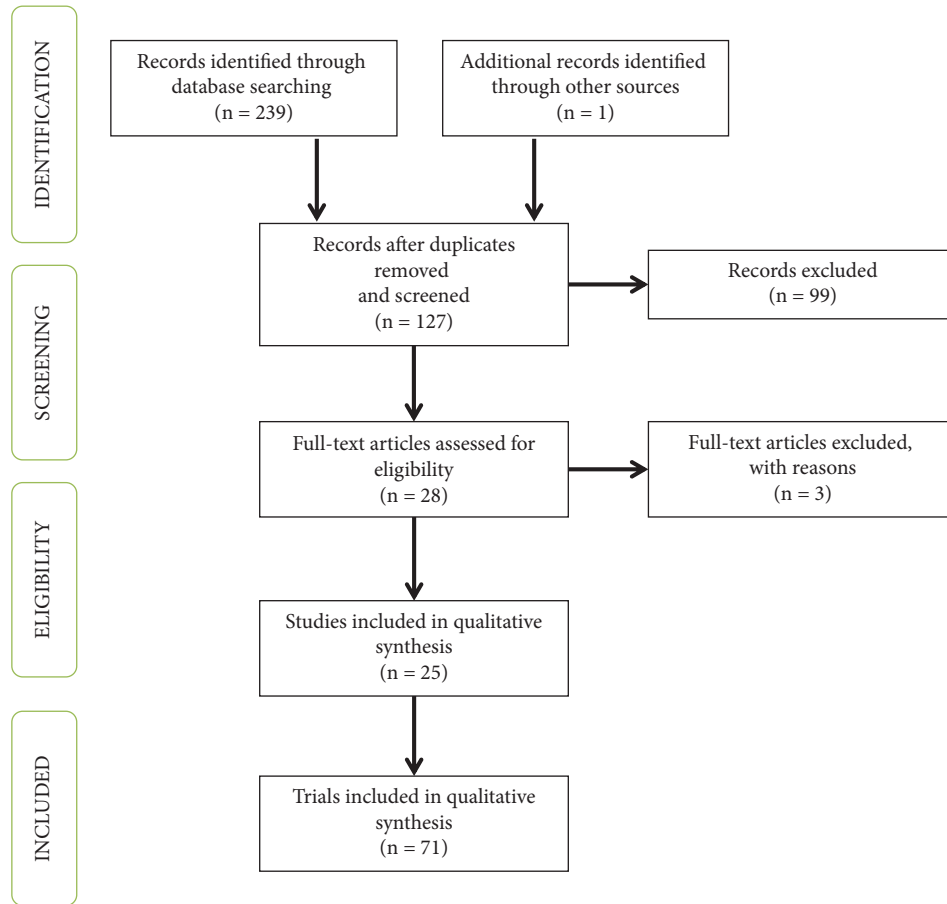 IDENTIFICATION
Records identified through
database searching
(n = 239)
Additional records identified
through other sources
(n = 1)
Records after duplicates
removed
and screened
(n = 127)
Records excluded
(n = 99)
SCREENING
Full-text articles assessed for
eligibility
(n = 28)
Full-text articles excluded,
with reasons
(n = 3)
ELIGIBILITY
Studies included in qualitative
synthesis
(n = 25)
INCLUDED
Trials included in qualitative
synthesis
(n = 71)